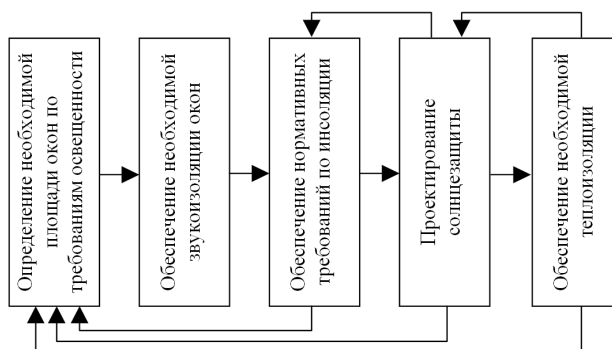 Определение необходимой
площади окон по
требованиям освещенности
Обеспечение необходимой
звукоизоляции окон
Обеспечение нормативных
требований по инсоляции
Проектирование
солнцезащиты
Обеспечение необходимой
теплоизоляции